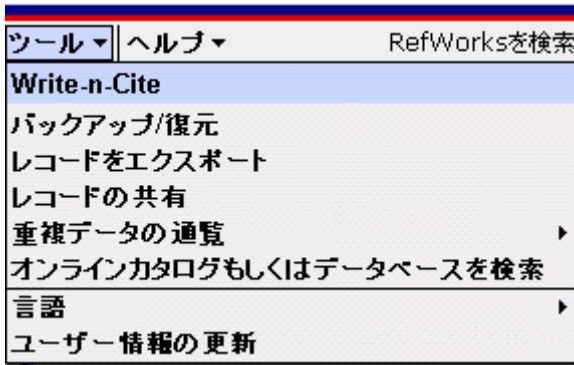 ツール ヘルプ RefWorksを検索
Write-n-Cite
バックアップ/復元
レコードをエクスポート
レコードの共有
重複データの通覧
オンラインカタログもしくはデータベースを検索
言語
ユーザー情報の更新